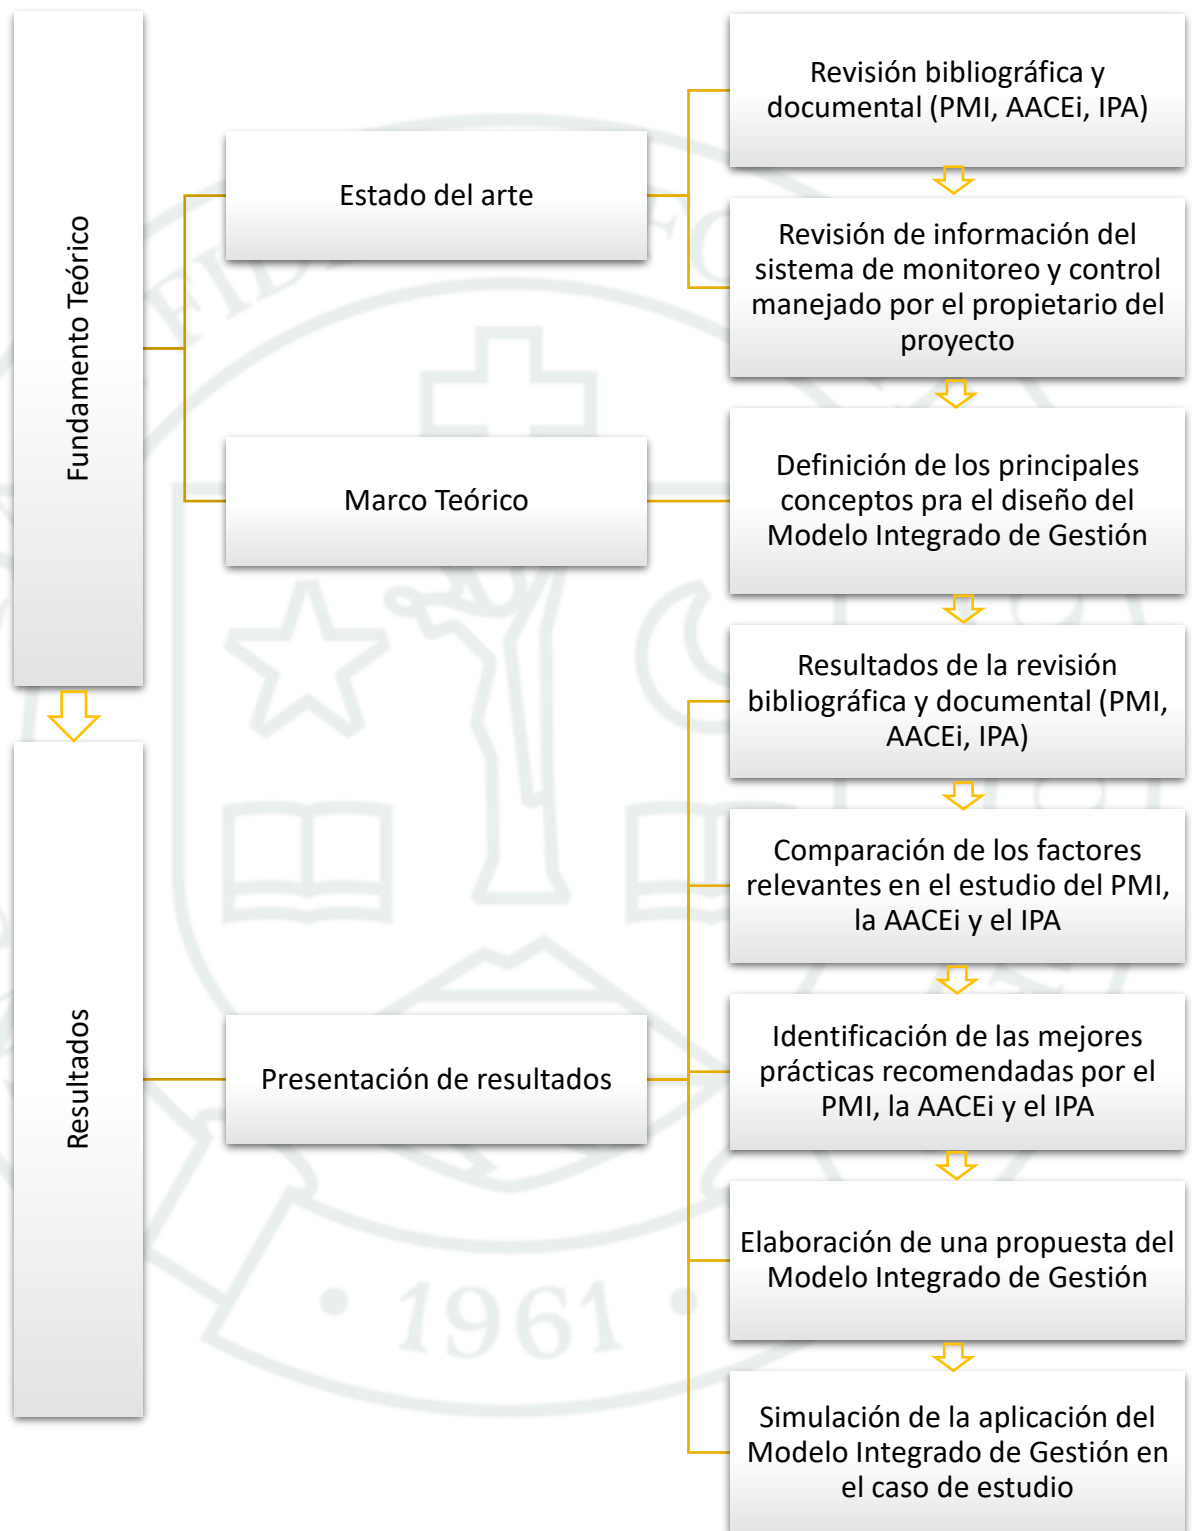 Fundamento Teórico
Estado del arte
Revisión bibliográfica y
documental (PMI, AACEi, IPA)
Revisión de información del
sistema de monitoreo y control
manejado por el propietario del
proyecto
Marco Teórico
Definición de los principales
conceptos pra el diseño del
Modelo Integrado de Gestión
Resultados
Presentación de resultados
Resultados de la revisión
bibliográfica y documental (PMI,
AACEi, IPA)
Comparación de los factores
relevantes en el estudio del PMI,
la AACEi y el IPA
Identificación de las mejores
prácticas recomendadas por el
PMI, la AACEi y el IPA
Elaboración de una propuesta del
Modelo Integrado de Gestión
Simulación de la aplicación del
Modelo Integrado de Gestión en
el caso de estudio
• 1961 •